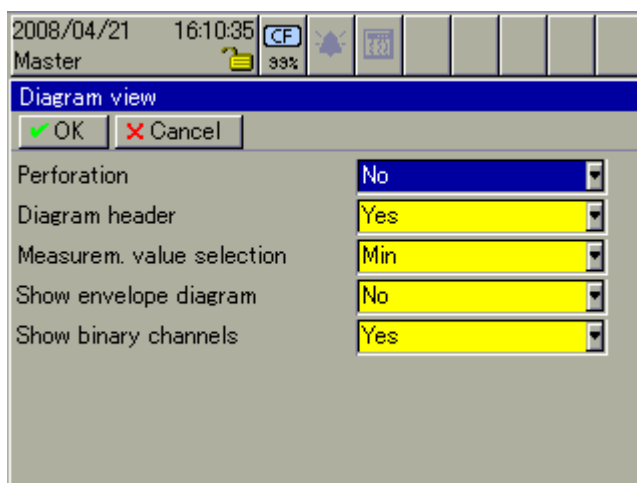 2008/04/21 16:10:35 CF
Master 99%
Diagram view
OK Cancel
Perforation No
Diagram header Yes
Measurem. value selection Min
Show envelope diagram No
Show binary channels Yes